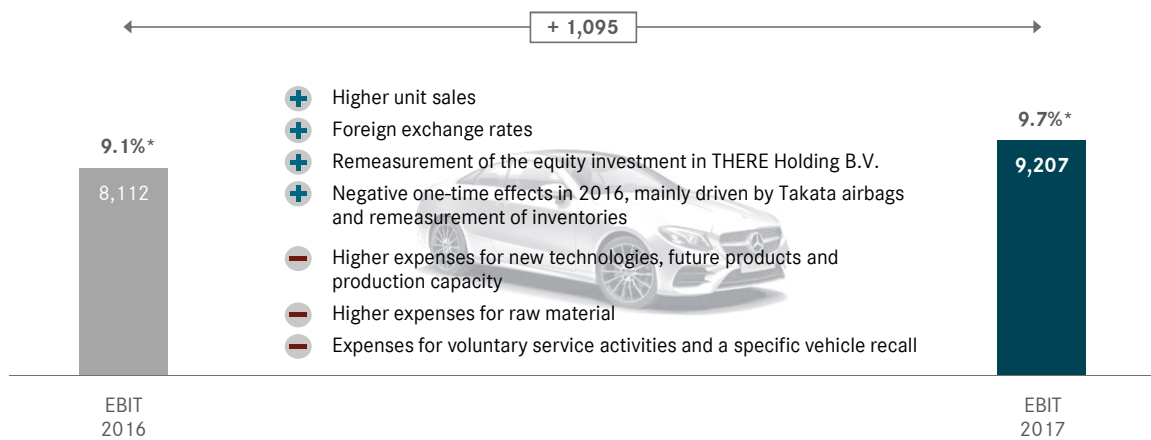 + 1,095
Higher unit sales
Foreign exchange rates
9.1%*
9.7%*
Remeasurement of the equity investment in THERE Holding B.V.
8,112
9,207
Negative one-time effects in 2016, mainly driven by Takata airbags
and remeasurement of inventories
Higher expenses for new technologies, future products and
production capacity
Higher expenses for raw material
Expenses for voluntary service activities and a specific vehicle recall
EBIT
2016
EBIT
2017